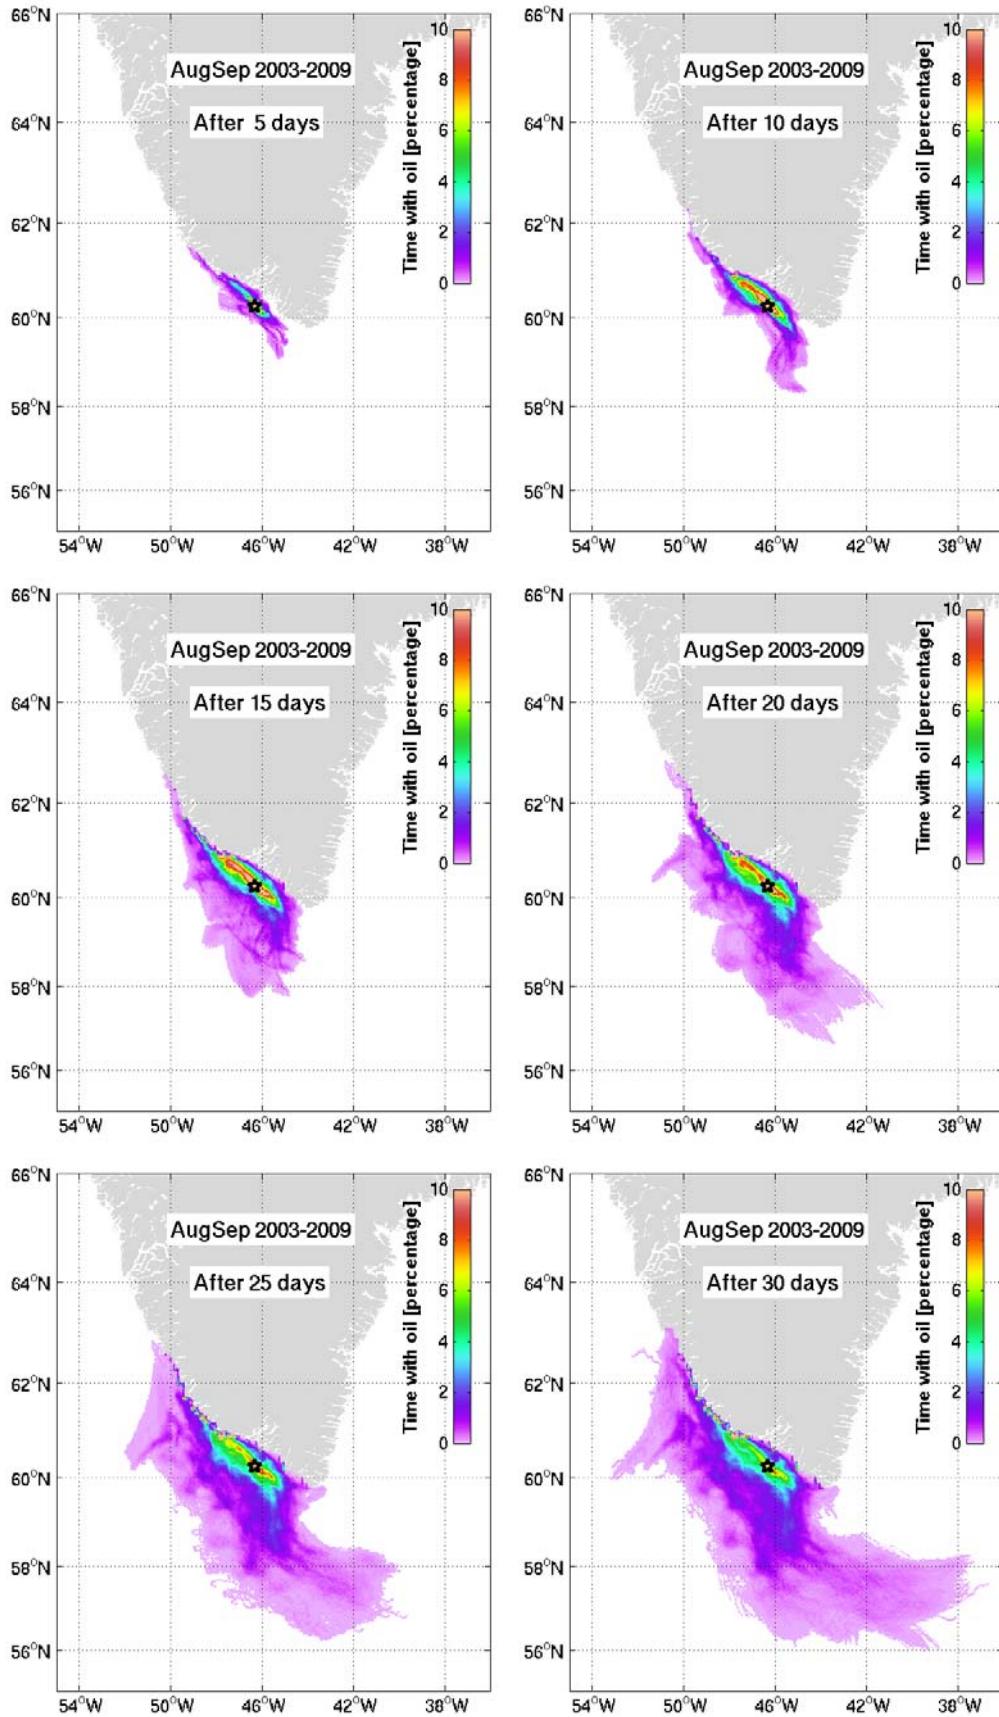 66°N
64°N
62°N
60°N
58°N
56°N
54°W 50°W 46°W 42°W 38°W
AugSep 2003-2009
After 5 days
Time with oil [percentage]
10
8
6
4
2
0
66°N
64°N
62°N
60°N
58°N
56°N
54°W 50°W 46°W 42°W 38°W
AugSep 2003-2009
After 10 days
Time with oil [percentage]
10
8
6
4
2
0
66°N
64°N
62°N
60°N
58°N
56°N
54°W 50°W 46°W 42°W 38°W
AugSep 2003-2009
After 15 days
Time with oil [percentage]
10
8
6
4
2
0
66°N
64°N
62°N
60°N
58°N
56°N
54°W 50°W 46°W 42°W 38°W
AugSep 2003-2009
After 20 days
Time with oil [percentage]
10
8
6
4
2
0
66°N
64°N
62°N
60°N
58°N
56°N
54°W 50°W 46°W 42°W 38°W
AugSep 2003-2009
After 25 days
Time with oil [percentage]
10
8
6
4
2
0
66°N
64°N
62°N
60°N
58°N
56°N
54°W 50°W 46°W 42°W 38°W
AugSep 2003-2009
After 30 days
Time with oil [percentage]
10
8
6
4
2
0